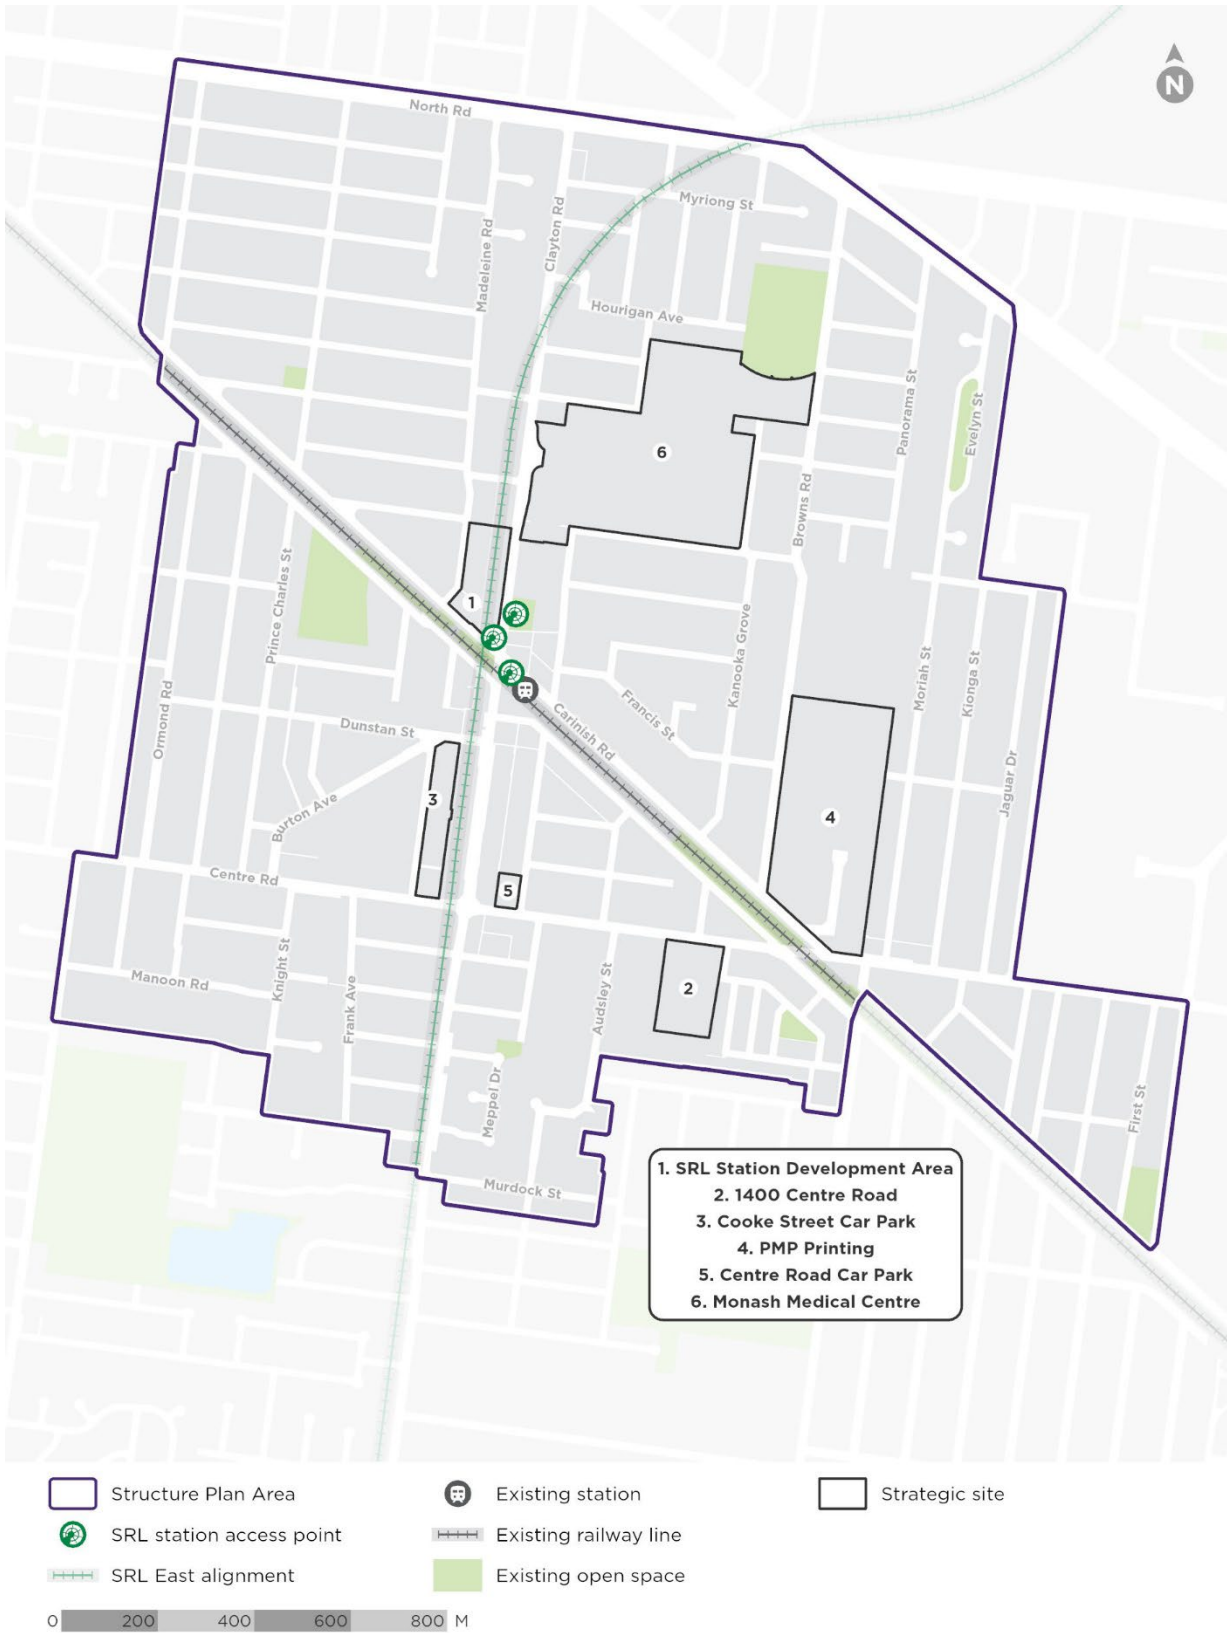 N
North Rd
Myriong St
Madeleine Rd
Clayton Rd
Hourigan Ave
Panorama St
Evelyn St
6
Browns Rd
Prince Charles St
1
Kanooka Grove
Moriah St
Kionga St
Ormond Rd
Francis St
Carinish Rd
Dunstan St
Jaguar Dr
3
4
Burton Ave
Centre Rd
5
Manoon Rd
Knight St
Frank Ave
Audsley St
2
Meppel Dr
First St
Murdock St
1. SRL Station Development Area
2. 1400 Centre Road
3. Cooke Street Car Park
4. PMP Printing
5. Centre Road Car Park
6. Monash Medical Centre
Structure Plan Area
Existing station
Strategic site
SRL station access point
Existing railway line
SRL East alignment
Existing open space
0 200 400 600 800 M